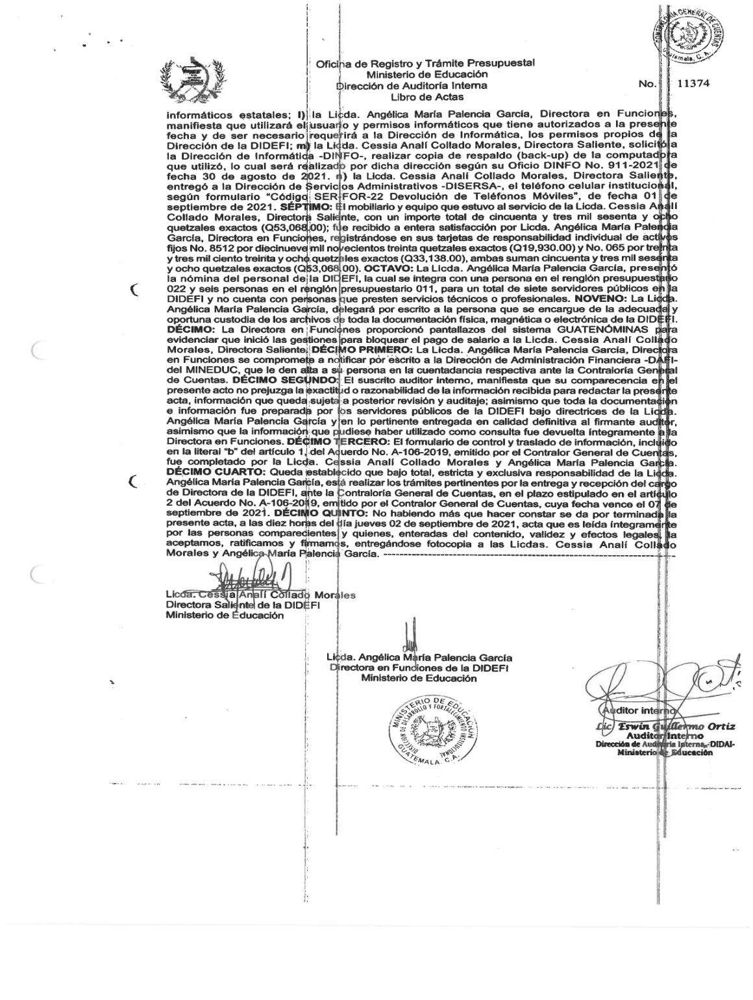 CONTRALORÍA GENERAL DE CUENTAS
Guatemala, C. A.
Oficina de Registro y Trámite Presupuestal
Ministerio de Educación
Dirección de Auditoría Interna
Libro de Actas
No. 11374
informáticos estatales; l) la Licda. Angélica María Palencia García, Directora en Funciones,
manifiesta que utilizará el usuario y permisos informáticos que tiene autorizados a la presente
fecha y de ser necesario requerirá a la Dirección de Informática, los permisos propios de la
Dirección de la DIDEFI; m) la Licda. Cessia Analí Collado Morales, Directora Saliente, solicitó a
la Dirección de Informática -DINFO-, realizar copia de respaldo (back-up) de la computadora
que utilizó, lo cual será realizado por dicha dirección según su Oficio DINFO No. 911-2021 de
fecha 30 de agosto de 2021. n) la Licda. Cessia Analí Collado Morales, Directora Saliente,
entregó a la Dirección de Servicios Administrativos -DISERSA-, el teléfono celular institucional,
según formulario "Código SER-FOR-22 Devolución de Teléfonos Móviles", de fecha 01 de
septiembre de 2021. SÉPTIMO: El mobiliario y equipo que estuvo al servicio de la Licda. Cessia Analí
Collado Morales, Directora Saliente, con un importe total de cincuenta y tres mil sesenta y ocho
quetzales exactos (Q53,068.00); fue recibido a entera satisfacción por Licda. Angélica María Palencia
García, Directora en Funciones, registrándose en sus tarjetas de responsabilidad individual de activos
fijos No. 8512 por diecinueve mil novecientos treinta quetzales exactos (Q19,930.00) y No. 065 por treinta
y tres mil ciento treinta y ocho quetzales exactos (Q33,138.00), ambas suman cincuenta y tres mil sesenta
y ocho quetzales exactos (Q53,068.00). OCTAVO: La Licda. Angélica María Palencia García, presentó
la nómina del personal de la DIDEFI, la cual se integra con una persona en el renglón presupuestario
022 y seis personas en el renglón presupuestario 011, para un total de siete servidores públicos en la
DIDEFI y no cuenta con personas que presten servicios técnicos o profesionales. NOVENO: La Licda.
Angélica María Palencia García, delegará por escrito a la persona que se encargue de la adecuada y
oportuna custodia de los archivos de toda la documentación física, magnética o electrónica de la DIDEFI.
DÉCIMO: La Directora en Funciones proporcionó pantallazos del sistema GUATENÓMINAS para
evidenciar que inició las gestiones para bloquear el pago de salario a la Licda. Cessia Analí Collado
Morales, Directora Saliente. DÉCIMO PRIMERO: La Licda. Angélica María Palencia García, Directora
en Funciones se compromete a notificar por escrito a la Dirección de Administración Financiera -DAFI-
del MINEDUC, que le den alta a su persona en la cuentadancia respectiva ante la Contraloría General
de Cuentas. DÉCIMO SEGUNDO: El suscrito auditor interno, manifiesta que su comparecencia en el
presente acto no prejuzga la exactitud o razonabilidad de la información recibida para redactar la presente
acta, información que queda sujeta a posterior revisión y auditaje; asimismo que toda la documentación
e información fue preparada por los servidores públicos de la DIDEFI bajo directrices de la Licda.
Angélica María Palencia García y en lo pertinente entregada en calidad definitiva al firmante auditor,
asimismo que la información que pudiese haber utilizado como consulta fue devuelta íntegramente a la
Directora en Funciones. DÉCIMO TERCERO: El formulario de control y traslado de información, incluido
en la literal "b" del artículo 1, del Acuerdo No. A-106-2019, emitido por el Contralor General de Cuentas,
fue completado por la Licda. Cessia Analí Collado Morales y Angélica María Palencia García.
DÉCIMO CUARTO: Queda establecido que bajo total, estricta y exclusiva responsabilidad de la Licda.
Angélica María Palencia García, está realizar los trámites pertinentes por la entrega y recepción del cargo
de Directora de la DIDEFI, ante la Contraloría General de Cuentas, en el plazo estipulado en el artículo
2 del Acuerdo No. A-106-2019, emitido por el Contralor General de Cuentas, cuya fecha vence el 07 de
septiembre de 2021. DÉCIMO QUINTO: No habiendo más que hacer constar se da por terminada la
presente acta, a las diez horas del día jueves 02 de septiembre de 2021, acta que es leída íntegramente
por las personas comparecientes y quienes, enteradas del contenido, validez y efectos legales, la
aceptamos, ratificamos y firmamos, entregándose fotocopia a las Licdas. Cessia Analí Collado
Morales y Angélica María Palencia García. ------------------------------------------------------------
Licda. Cessia Analí Collado Morales
Directora Saliente de la DIDEFI
Ministerio de Educación
Licda. Angélica María Palencia García
Directora en Funciones de la DIDEFI
Ministerio de Educación
MINISTERIO DE EDUCACIÓN
DIRECCIÓN DE DESARROLLO Y FORTALECIMIENTO INSTITUCIONAL
GUATEMALA, C.A.
Auditor interno
Lic. Eswin Guillermo Ortiz
Auditor Interno
Dirección de Auditoría Interna -DIDAI-
Ministerio de Educación